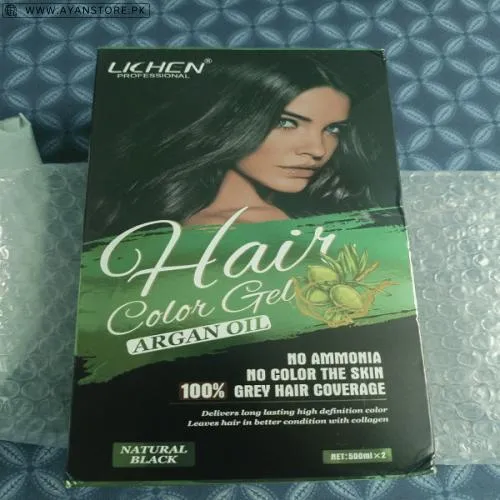 WWW.AYANSTORE.PK
LICHEN®
PROFESSIONAL
Hair
Color Gel
ARGAN OIL
NO AMMONIA
NO COLOR THE SKIN
100% GREY HAIR COVERAGE
Delivers long lasting high definition color
Leaves hair in better condition with collagen
NATURAL
BLACK
NET:500ml×2